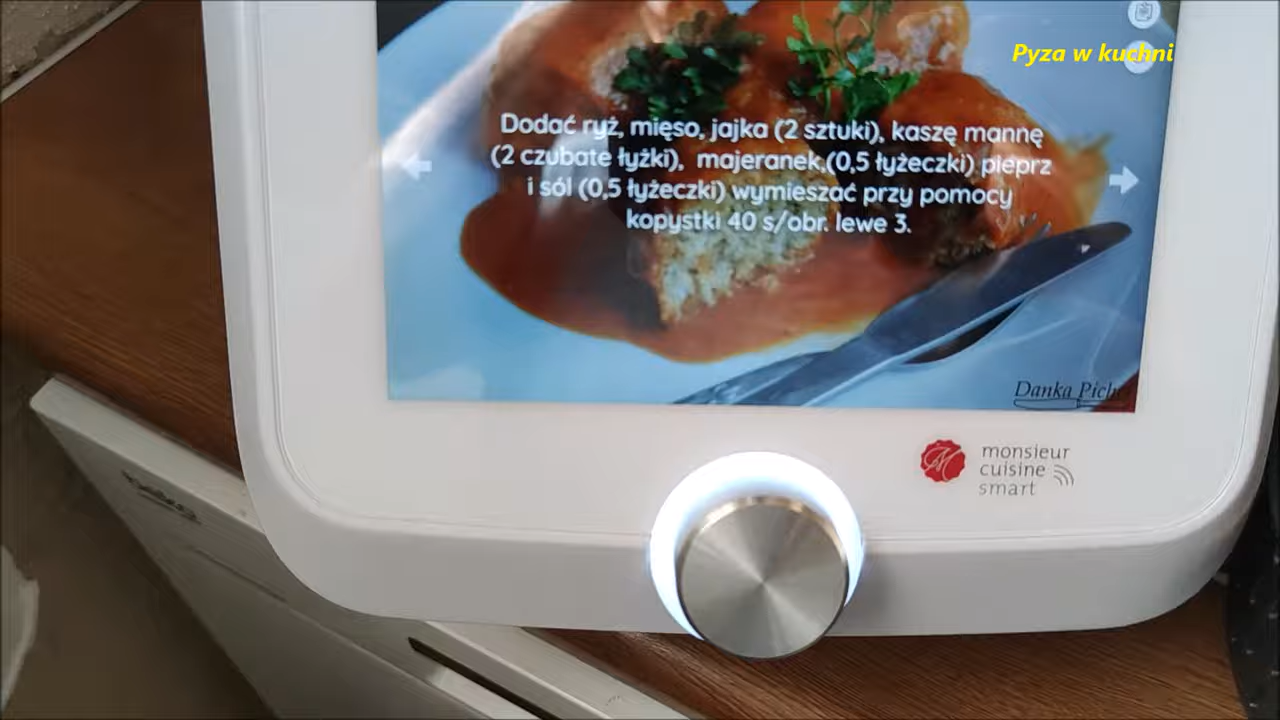 Pyza w kuchni
Dodać ryż, mięso, jajka (2 sztuki), kaszę mannę
(2 czubate łyżki), majeranek,(0,5 łyżeczki) pieprz
i sól (0,5 łyżeczki) wymieszać przy pomocy
kopystki 40 s/obr. lewe 3.
Danka Pich
monsieur
cuisine
smart